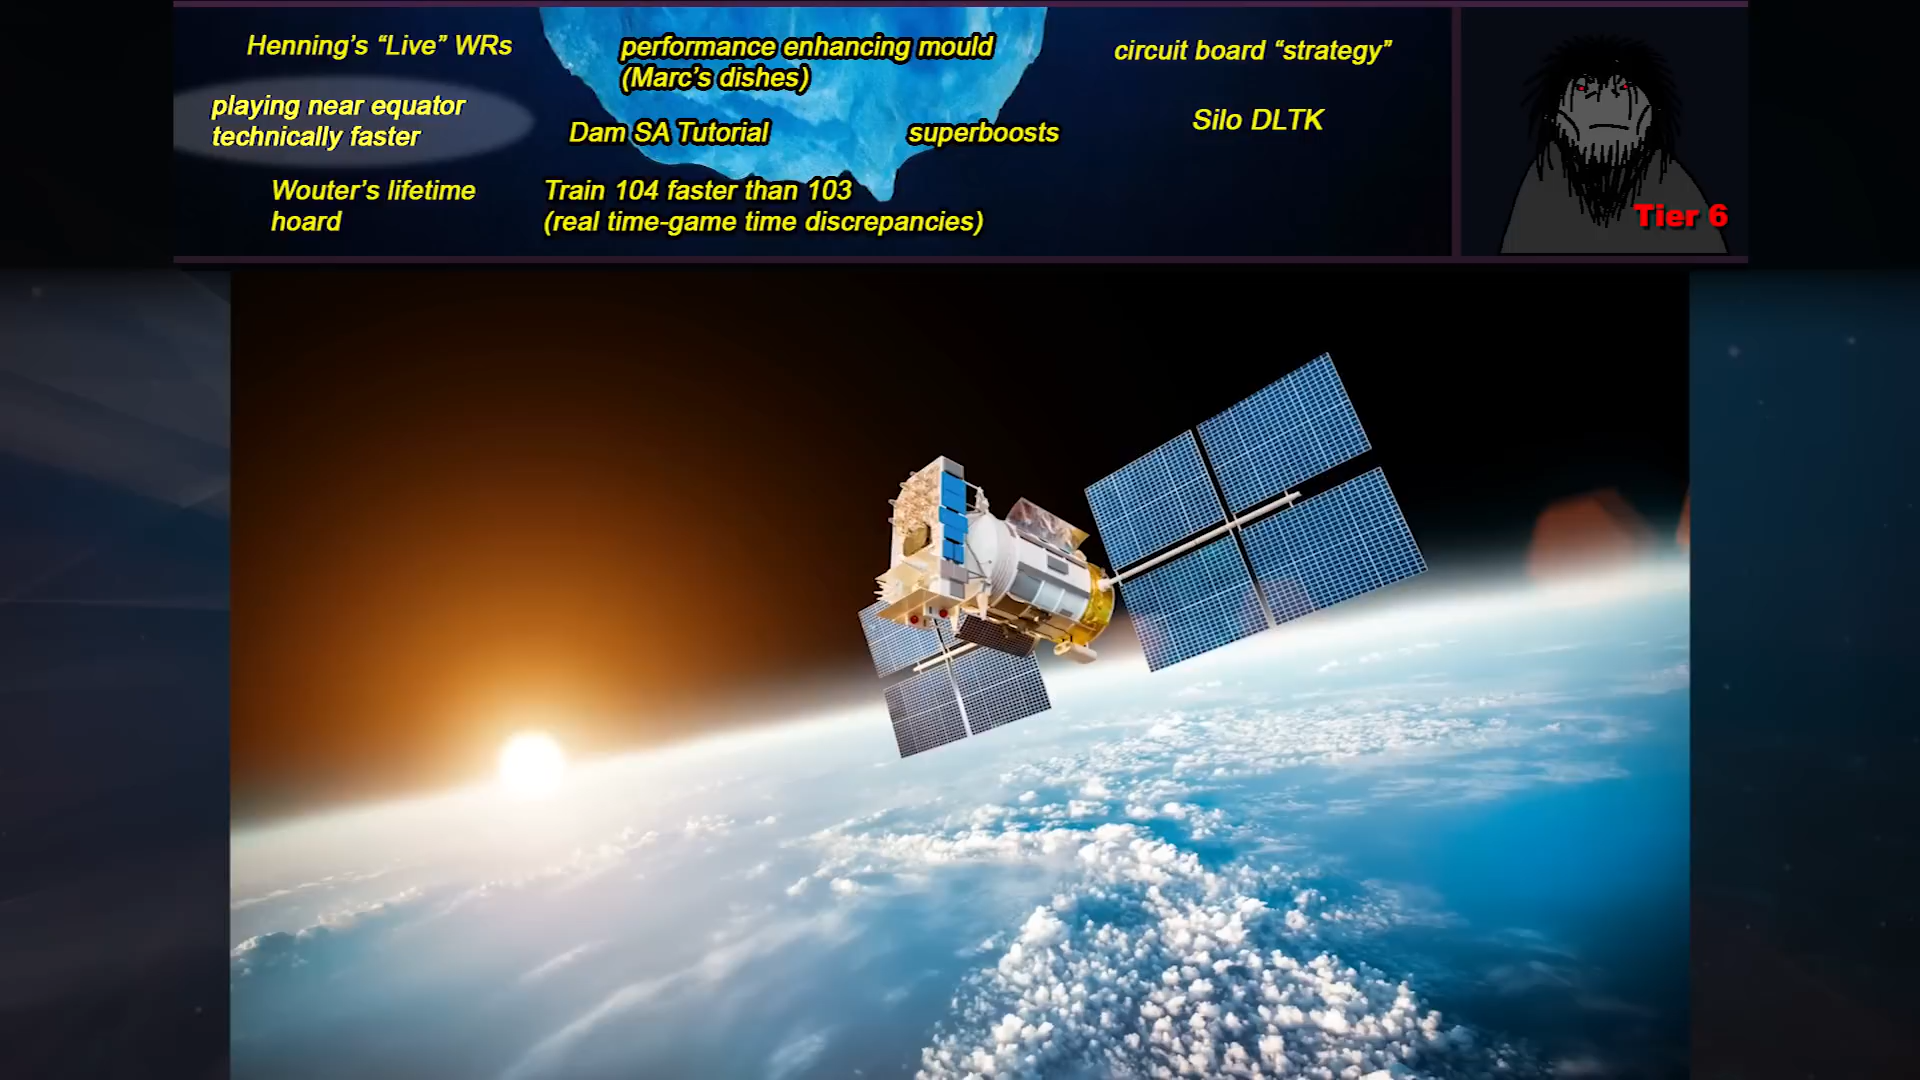 Henning's “Live” WRs
playing near equator
technically faster
Wouter's lifetime
hoard
performance enhancing mould
(Marc's dishes)
Dam SA Tutorial
superboosts
Train 104 faster than 103
(real time-game time discrepancies)
circuit board “strategy”
Silo DLTK
Tier 6